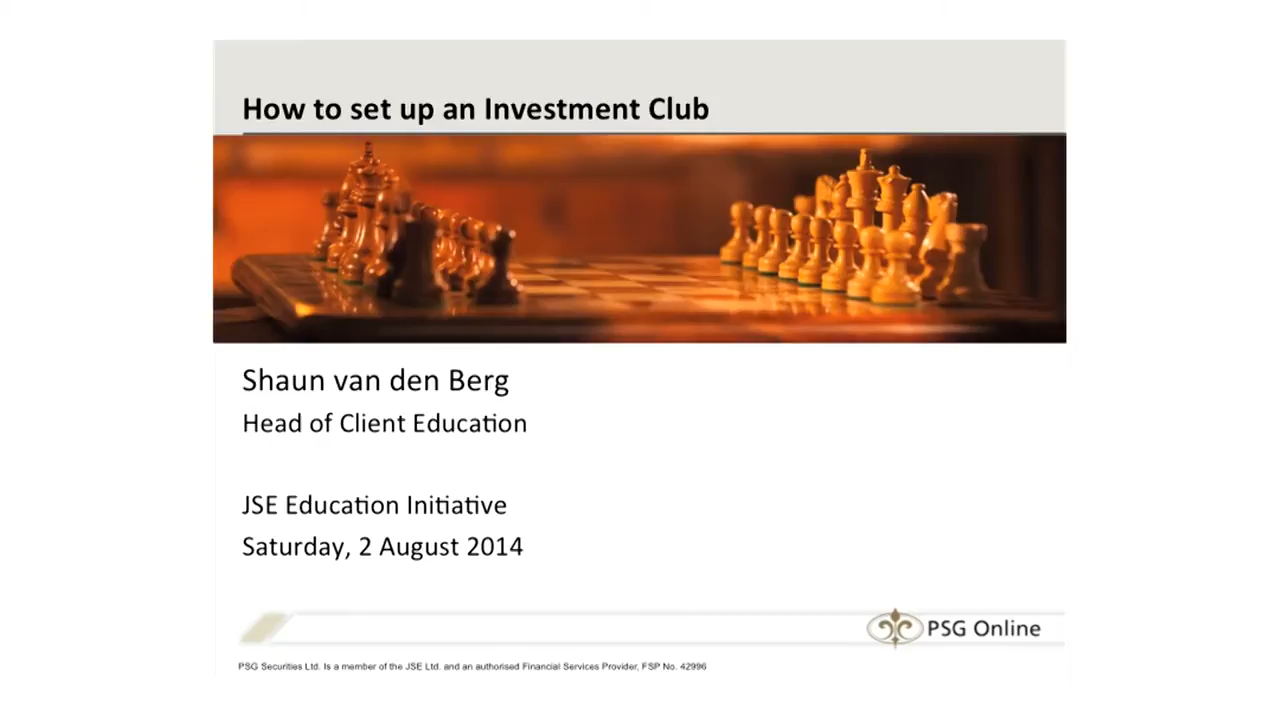 How to set up an Investment Club
Shaun van den Berg
Head of Client Education
JSE Education Initiative
Saturday, 2 August 2014
PSG Online
PSG Securities Ltd. Is a member of the JSE Ltd. and an authorised Financial Services Provider, FSP No. 42996